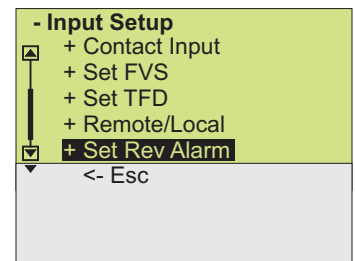 - Input Setup
+ Contact Input
+ Set FVS
+ Set TFD
+ Remote/Local
+ Set Rev Alarm
<- Esc